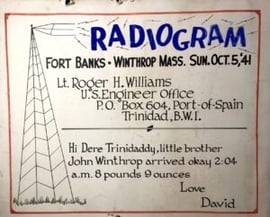 RADIOGRAM
FORT BANKS • WINTHROP MASS. SUN. OCT. 5, '41
Lt. Roger H. Williams
U.S. Engineer Office
P.O. Box 604, Port-of-Spain
Trinidad, B.W.I.
Hi Dere Trinidaddy, little brother
John Winthrop arrived okay 2:04
a.m. 8 pounds 9 ounces
Love
David